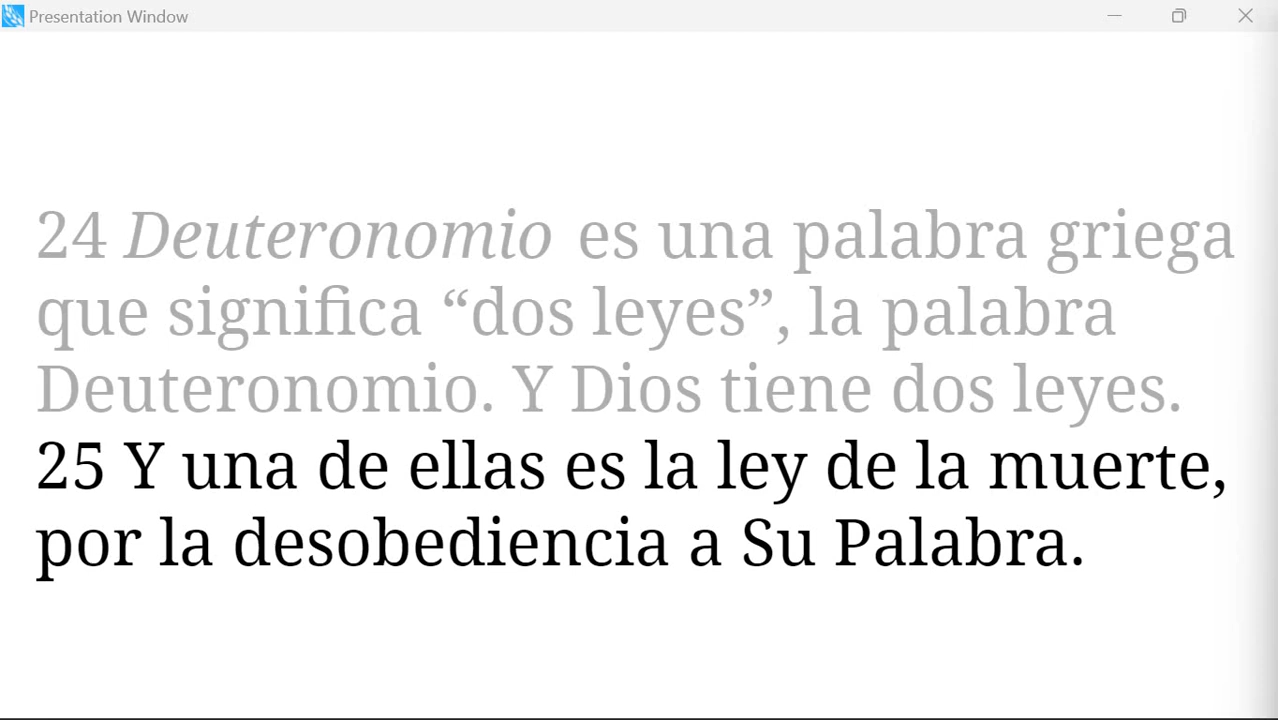 Presentation Window
24 Deuteronomio es una palabra griega
que significa “dos leyes”, la palabra
Deuteronomio. Y Dios tiene dos leyes.
25 Y una de ellas es la ley de la muerte,
por la desobediencia a Su Palabra.